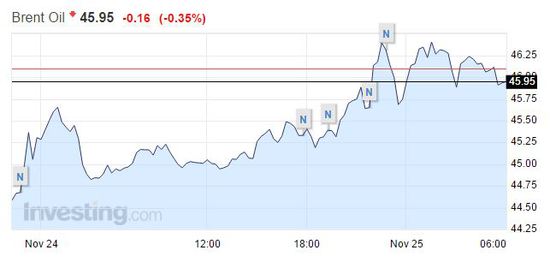 Brent Oil 45.95 -0.16 (-0.35%)
N
46.25
46.00
45.95
N
45.75
N
N
45.50
45.25
45.00
44.75
N
44.50
Investing.com
44.25
Nov 24 12:00 18:00 Nov 25 06:00